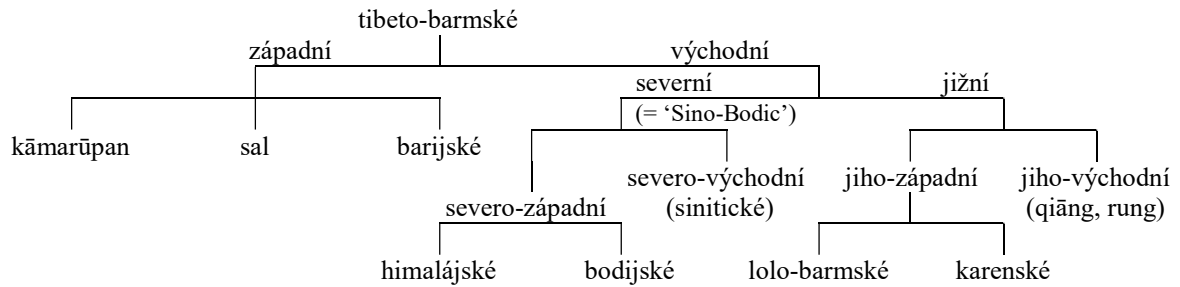 tibeto-barmské
západní východní
severní jižní
(= ‘Sino-Bodic’)
kāmarūpan sal barijské
severo-východní jiho-západní jiho-východní
severo-západní (sinitické) (qiāng, rung)
himalájské bodijské lolo-barmské karenské